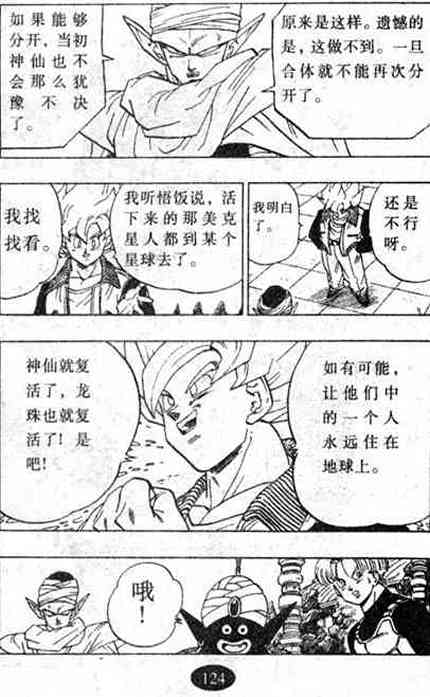 原来是这样。遗憾的
是，这做不到。一旦
合体就不能再次分
开了。
如果能够
分开，当初
神仙也不
会那么犹
豫不决
了。
还是
不行
呀。
我明白
了。
我听悟饭说，活
下来的那美克
星人都到某个
星球去了。
我找
找看。
如有可能，
让他们中
的一个人
永远住在
地球上。
神仙就复
活了，龙
珠也就复
活了！是
吧！
哦
！
124